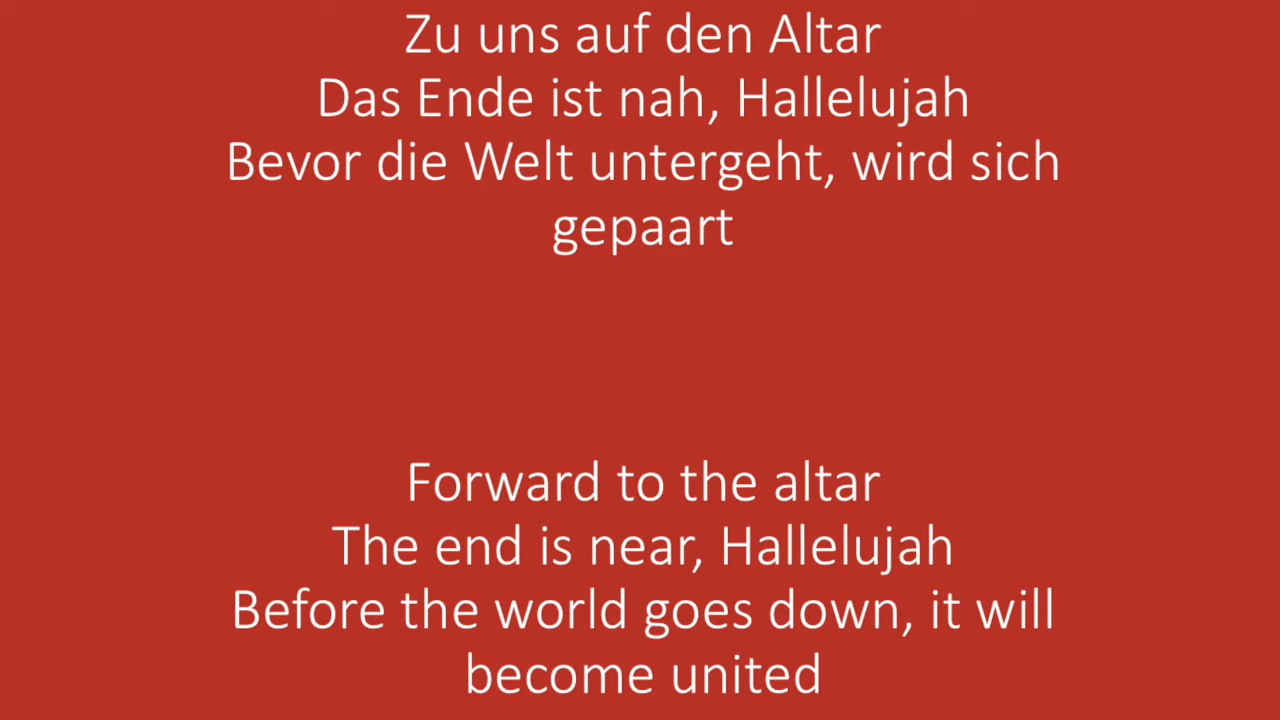 Zu uns auf den Altar
Das Ende ist nah, Hallelujah
Bevor die Welt untergeht, wird sich
gepaart
Forward to the altar
The end is near, Hallelujah
Before the world goes down, it will
become united